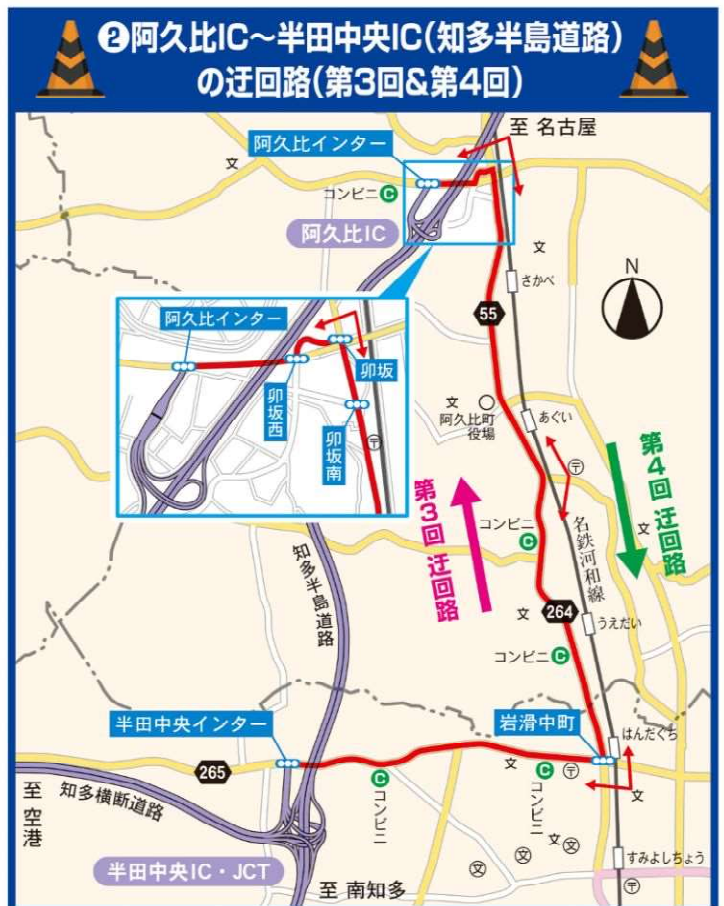 ❷阿久比IC～半田中央IC(知多半島道路)
の迂回路(第3回&第4回)
至 名古屋
阿久比インター
文
コンビニ C
阿久比IC
文
さかべ
N
55
阿久比インター
卯坂
卯坂西
卯坂南
〒
文
阿久比町
役場
あぐい
〒
第3回 迂回路
第4回 迂回路
文
コンビニ
C
名鉄河和線
知多半島道路
文
264
うえだい
コンビニ C
半田中央インター
岩滑中町
はんだぐち
265
文
C
コンビニ
C
コンビニ
〒
文
至 空港
知多横断道路
半田中央IC・JCT
文
文
文
文
すみよしちょう
至 南知多
〒